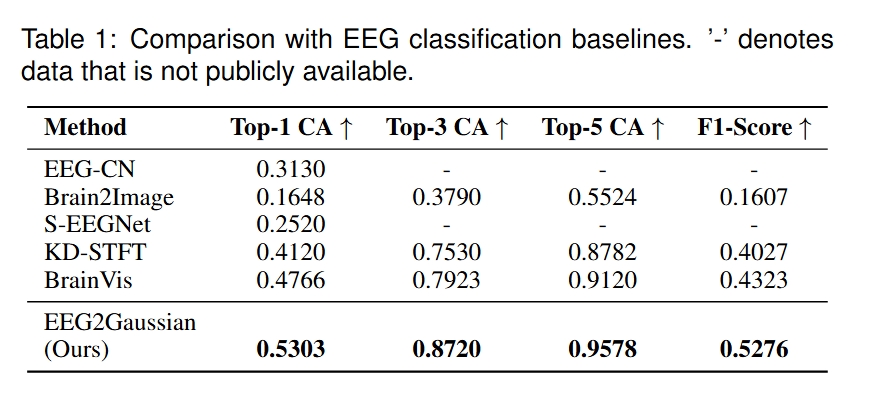 Table 1: Comparison with EEG classification baselines. ’-’ denotes
data that is not publicly available.
Method Top-1 CA ↑ Top-3 CA ↑ Top-5 CA ↑ F1-Score ↑
EEG-CN 0.3130 - - -
Brain2Image 0.1648 0.3790 0.5524 0.1607
S-EEGNet 0.2520 - - -
KD-STFT 0.4120 0.7530 0.8782 0.4027
BrainVis 0.4766 0.7923 0.9120 0.4323
EEG2Gaussian
(Ours) 0.5303 0.8720 0.9578 0.5276